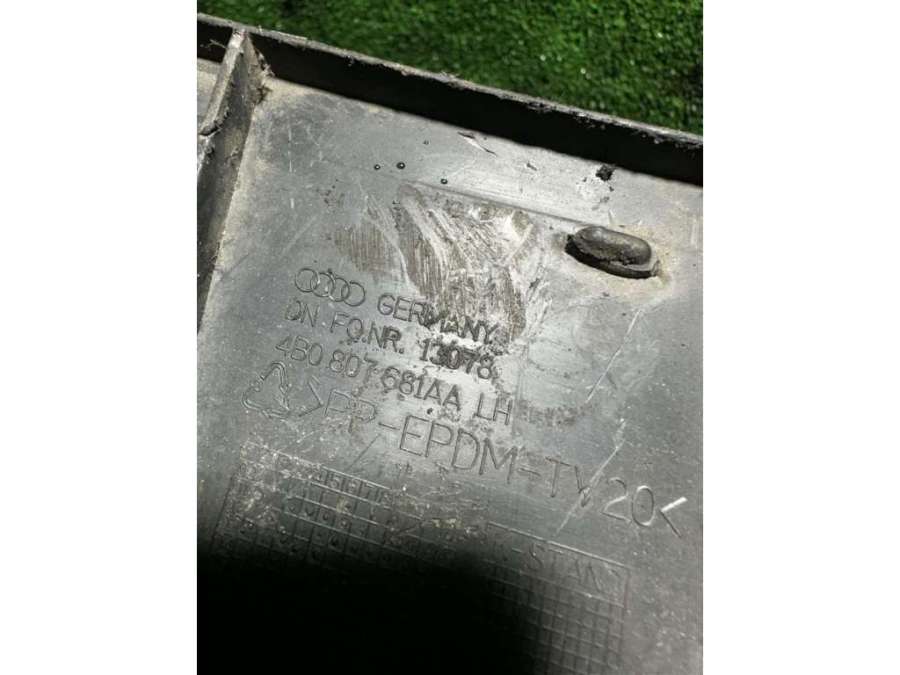 GERMANY
DN FO.NR. 13078
4B0 807 681AA LH
>PP-EPDM-TV20<